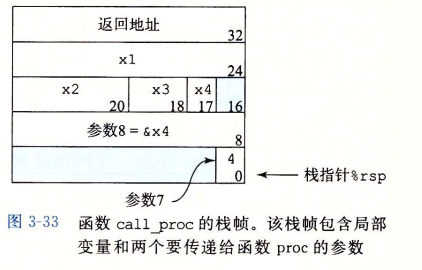 返回地址
32
x1
24
x2 x3 x4
20 18 17 16
参数8 = &x4
8
4
0 栈指针%rsp
参数7
图 3-33 函数 call_proc 的栈帧。该栈帧包含局部
变量和两个要传递给函数 proc 的参数